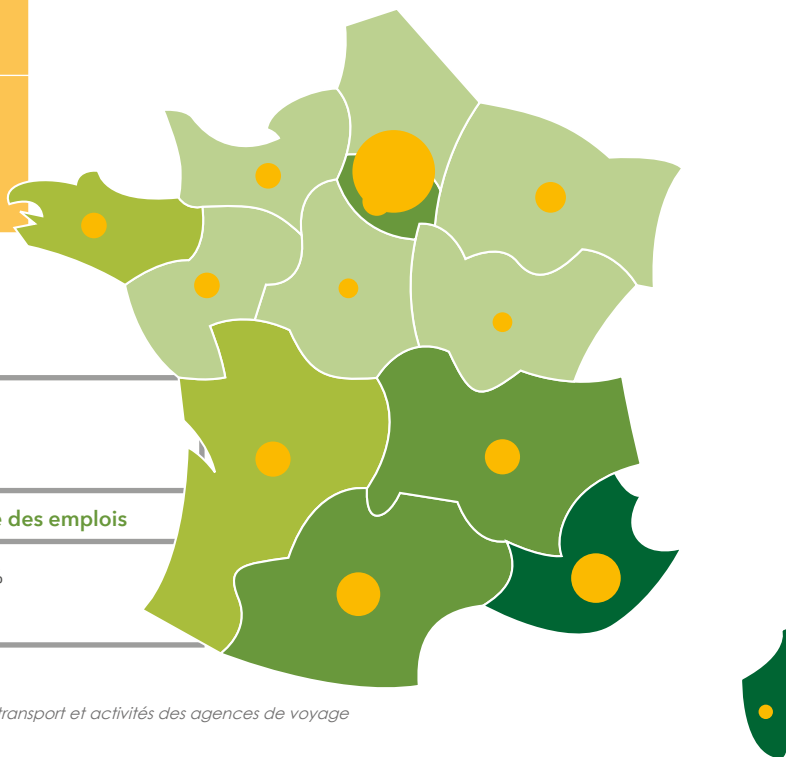 des emplois
transport et activités des agences de voyage